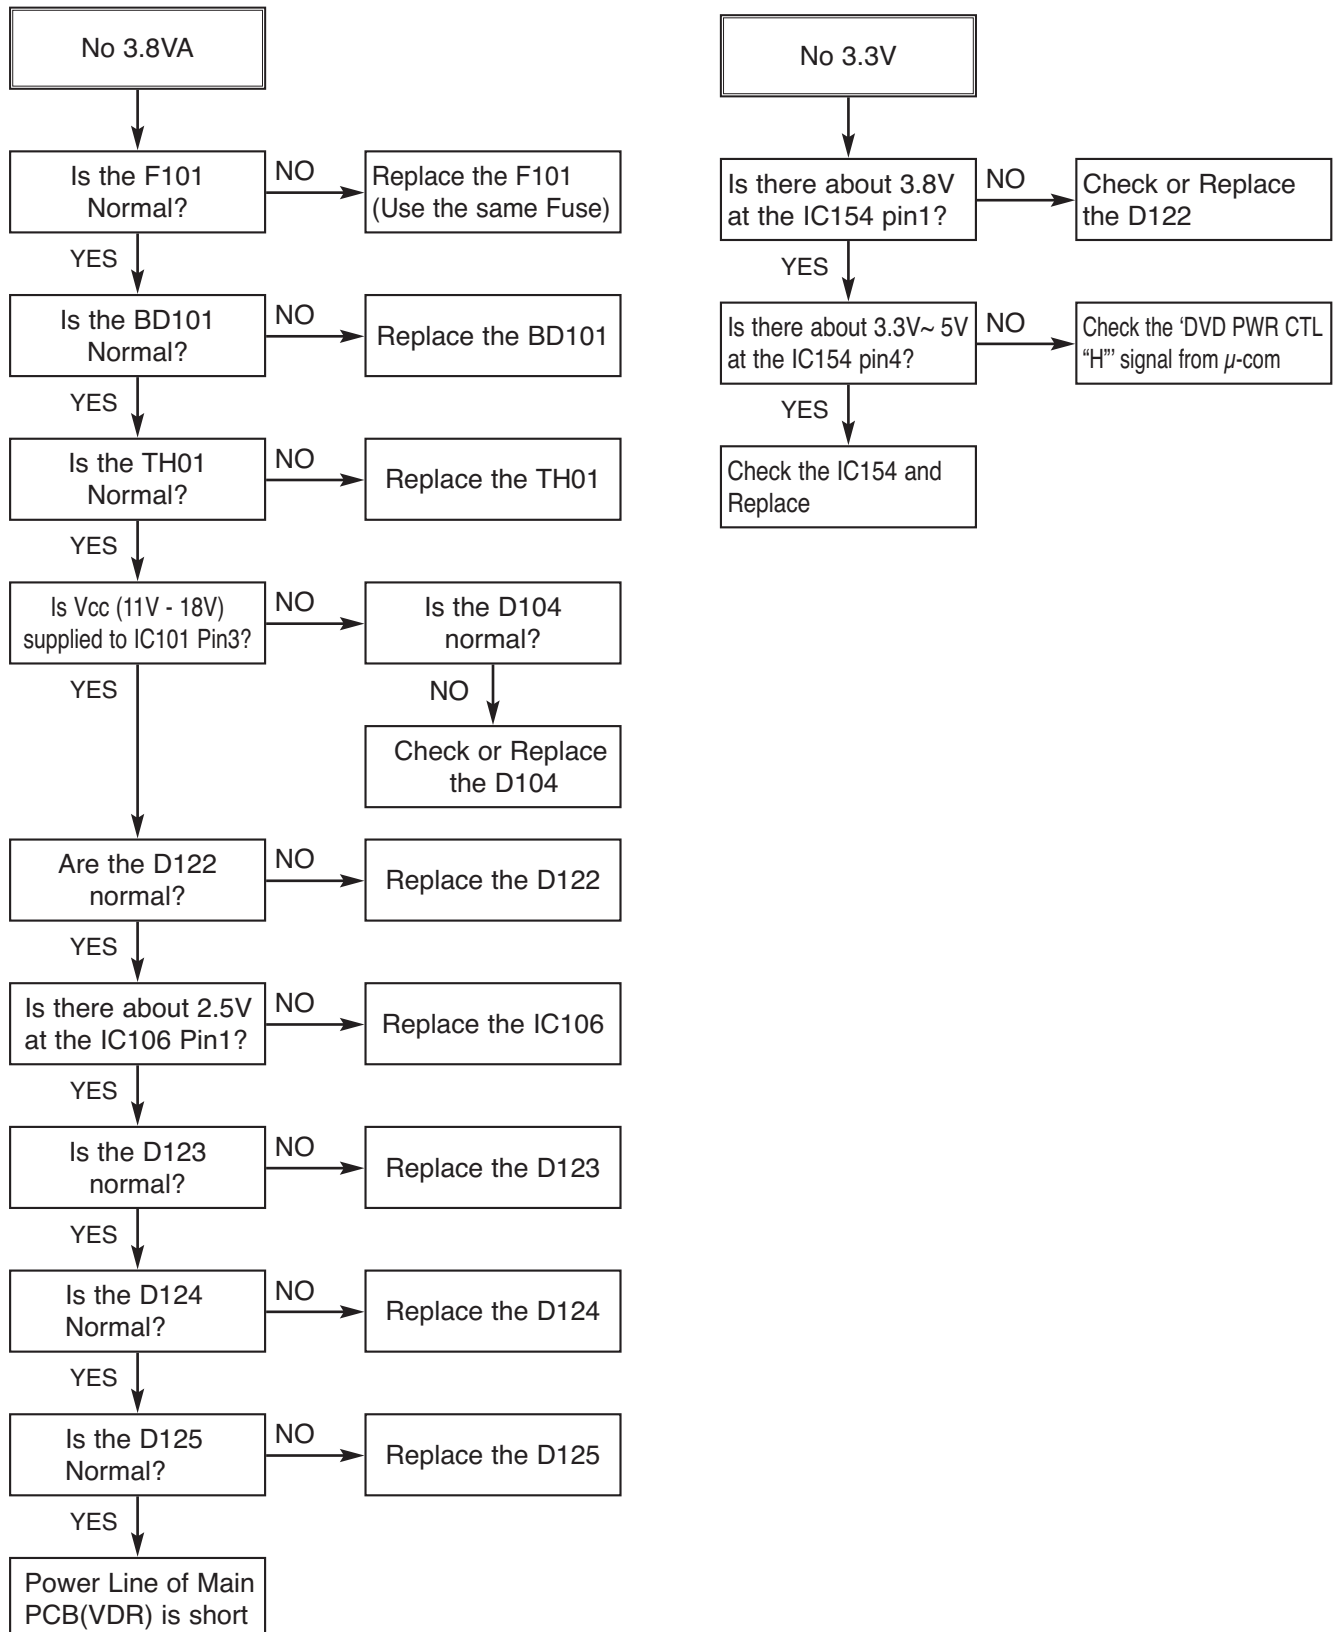 No 3.8VA
Is the F101
Normal?
NO
Replace the F101
(Use the same Fuse)
YES
Is the BD101
Normal?
NO
Replace the BD101
YES
Is the TH01
Normal?
NO
Replace the TH01
YES
Is Vcc (11V - 18V)
supplied to IC101 Pin3?
NO
Is the D104
normal?
NO
Check or Replace
the D104
YES
Are the D122
normal?
NO
Replace the D122
YES
Is there about 2.5V
at the IC106 Pin1?
NO
Replace the IC106
YES
Is the D123
normal?
NO
Replace the D123
YES
Is the D124
Normal?
NO
Replace the D124
YES
Is the D125
Normal?
NO
Replace the D125
YES
Power Line of Main
PCB(VDR) is short
No 3.3V
Is there about 3.8V
at the IC154 pin1?
NO
Check or Replace
the D122
YES
Is there about 3.3V~ 5V
at the IC154 pin4?
NO
Check the ‘DVD PWR CTL
“H”’ signal from µ-com
YES
Check the IC154 and
Replace